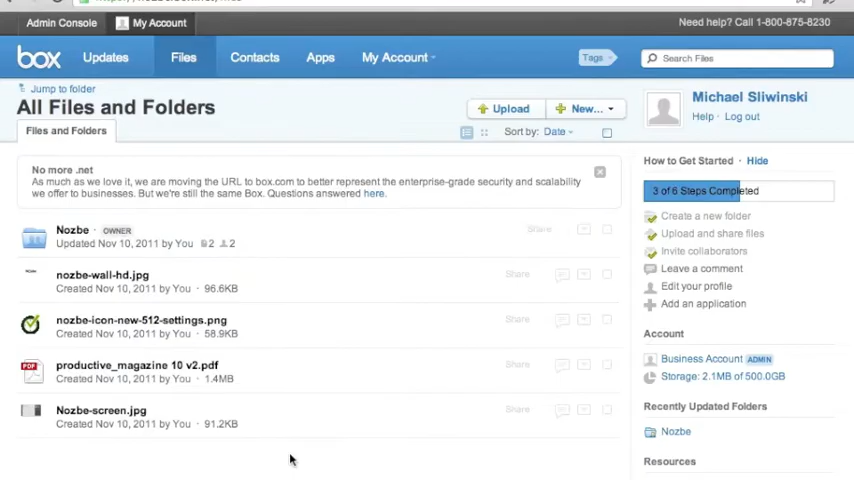 Admin Console My Account Need help? Call 1-800-875-8230
box Updates Files Contacts Apps My Account Tags Search Files
Jump to folder
All Files and Folders
Upload New...
Files and Folders
Sort by: Date
Michael Sliwinski
Help · Log out
No more .net
As much as we love it, we are moving the URL to box.com to better represent the enterprise-grade security and scalability
we offer to businesses. But we're still the same Box. Questions answered here.
Nozbe · OWNER
Updated Nov 10, 2011 by You 2 2
Share
nozbe-wall-hd.jpg
Created Nov 10, 2011 by You · 96.6KB
Share
nozbe-icon-new-512-settings.png
Created Nov 10, 2011 by You · 58.9KB
Share
PDF
productive_magazine 10 v2.pdf
Created Nov 10, 2011 by You · 1.4MB
Share
Nozbe-screen.jpg
Created Nov 10, 2011 by You · 91.2KB
Share
How to Get Started · Hide
3 of 6 Steps Completed
Create a new folder
Upload and share files
Invite collaborators
Leave a comment
Edit your profile
Add an application
Account
Business Account ADMIN
Storage: 2.1MB of 500.0GB
Recently Updated Folders
Nozbe
Resources